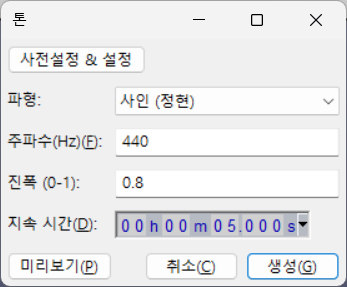 톤
사전설정 & 설정
파형: 사인 (정현)
주파수(Hz)(F): 440
진폭 (0-1): 0.8
지속 시간(D): 00h00m05.000s
미리보기(P) 취소(C) 생성(G)